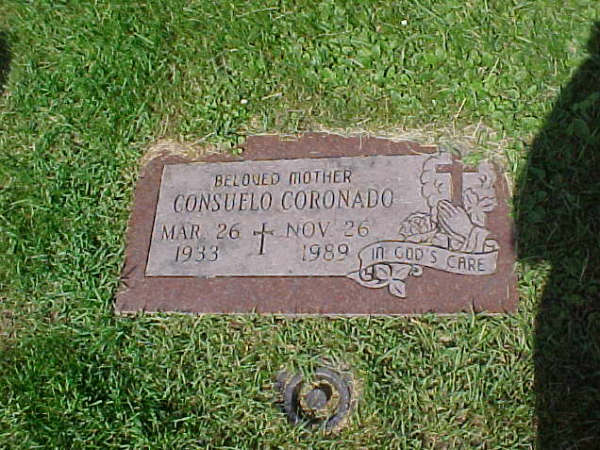 BELOVED MOTHER
CONSUELO CORONADO
MAR 26 NOV 26
1933 1989
IN GOD'S CARE